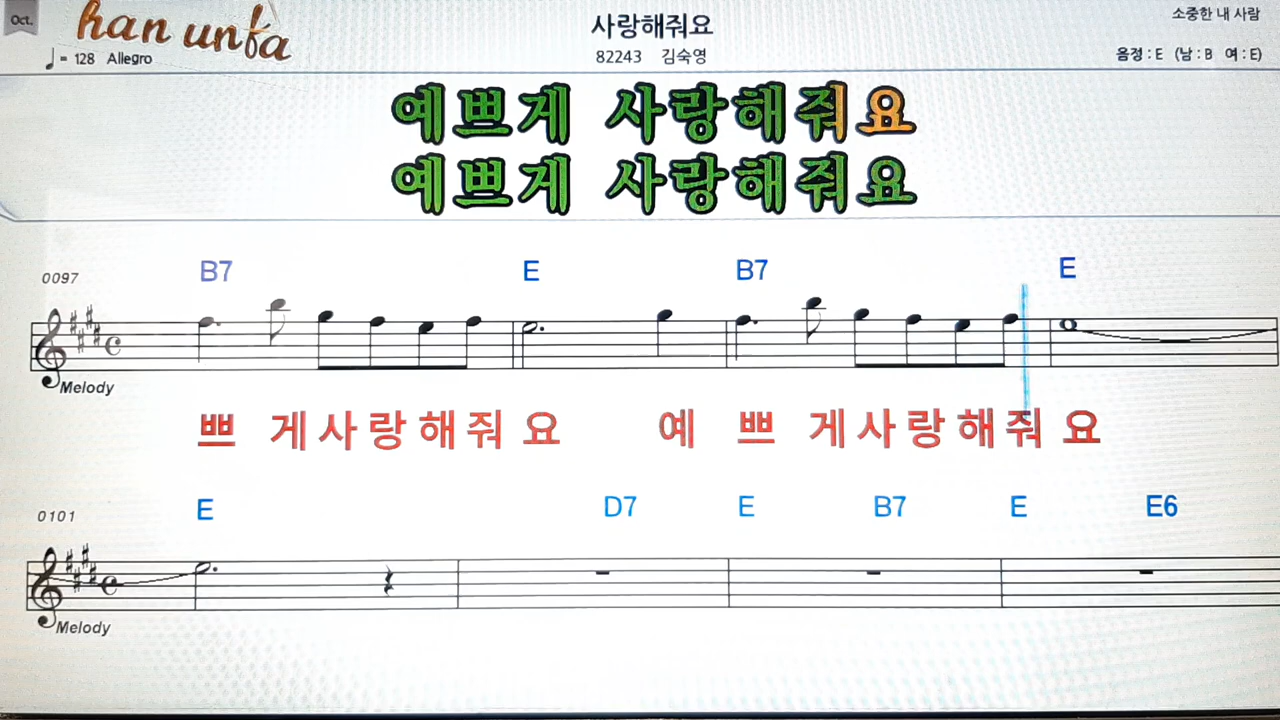 Oct.
han unfa
♩= 128 Allegro
사랑해줘요
82243 김숙영
소중한 내 사람
음정 : E (남 : B 여 : E)
예쁘게 사랑해줘요
예쁘게 사랑해줘요
0097
B7 E B7 E
Melody
쁘 게 사 랑 해 줘 요 예 쁘 게 사 랑 해 줘 요
0101
E D7 E B7 E E6
Melody